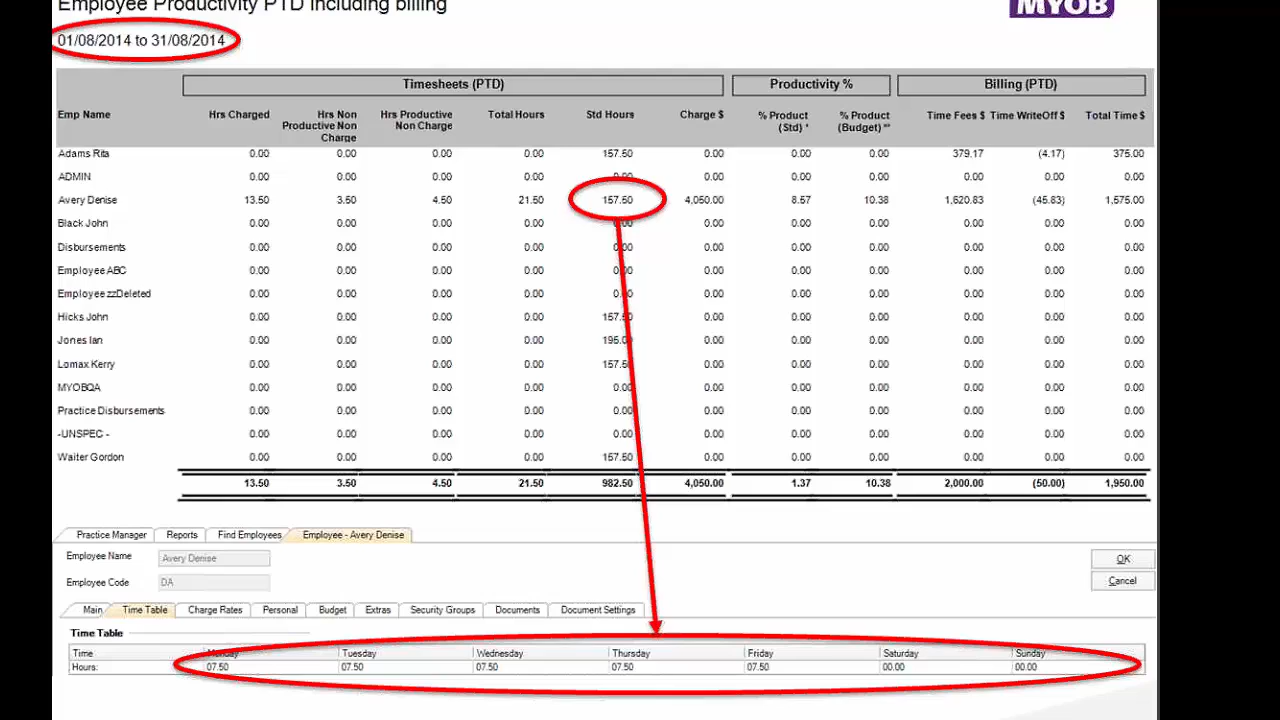 Employee Productivity PTD including billing
MYOB
01/08/2014 to 31/08/2014
Timesheets (PTD) Productivity % Billing (PTD)
Emp Name Hrs Charged Hrs Non Productive Non Charge Hrs Productive Non Charge Total Hours Std Hours Charge $ % Product (Std) * % Product (Budget) ** Time Fees $ Time WriteOff $ Total Time $
Adams Rita 0.00 0.00 0.00 0.00 157.50 0.00 0.00 0.00 379.17 (4.17) 375.00
ADMIN 0.00 0.00 0.00 0.00 0.00 0.00 0.00 0.00 0.00 0.00 0.00
Avery Denise 13.50 3.50 4.50 21.50 157.50 4,050.00 8.57 10.38 1,620.83 (45.83) 1,575.00
Black John 0.00 0.00 0.00 0.00 0.00 0.00 0.00 0.00 0.00 0.00 0.00
Disbursements 0.00 0.00 0.00 0.00 0.00 0.00 0.00 0.00 0.00 0.00 0.00
Employee ABC 0.00 0.00 0.00 0.00 0.00 0.00 0.00 0.00 0.00 0.00 0.00
Employee zzDeleted 0.00 0.00 0.00 0.00 0.00 0.00 0.00 0.00 0.00 0.00 0.00
Hicks John 0.00 0.00 0.00 0.00 157.50 0.00 0.00 0.00 0.00 0.00 0.00
Jones Ian 0.00 0.00 0.00 0.00 195.00 0.00 0.00 0.00 0.00 0.00 0.00
Lomax Kerry 0.00 0.00 0.00 0.00 157.50 0.00 0.00 0.00 0.00 0.00 0.00
MYOBQA 0.00 0.00 0.00 0.00 0.00 0.00 0.00 0.00 0.00 0.00 0.00
Practice Disbursements 0.00 0.00 0.00 0.00 0.00 0.00 0.00 0.00 0.00 0.00 0.00
-UNSPEC - 0.00 0.00 0.00 0.00 0.00 0.00 0.00 0.00 0.00 0.00 0.00
Waiter Gordon 0.00 0.00 0.00 0.00 157.50 0.00 0.00 0.00 0.00 0.00 0.00
13.50 3.50 4.50 21.50 982.50 4,050.00 1.37 10.38 2,000.00 (50.00) 1,950.00
Practice Manager Reports Find Employees Employee - Avery Denise
Employee Name Avery Denise OK
Employee Code DA Cancel
Main Time Table Charge Rates Personal Budget Extras Security Groups Documents Document Settings
Time Table
Time Monday Tuesday Wednesday Thursday Friday Saturday Sunday
Hours: 07.50 07.50 07.50 07.50 07.50 00.00 00.00